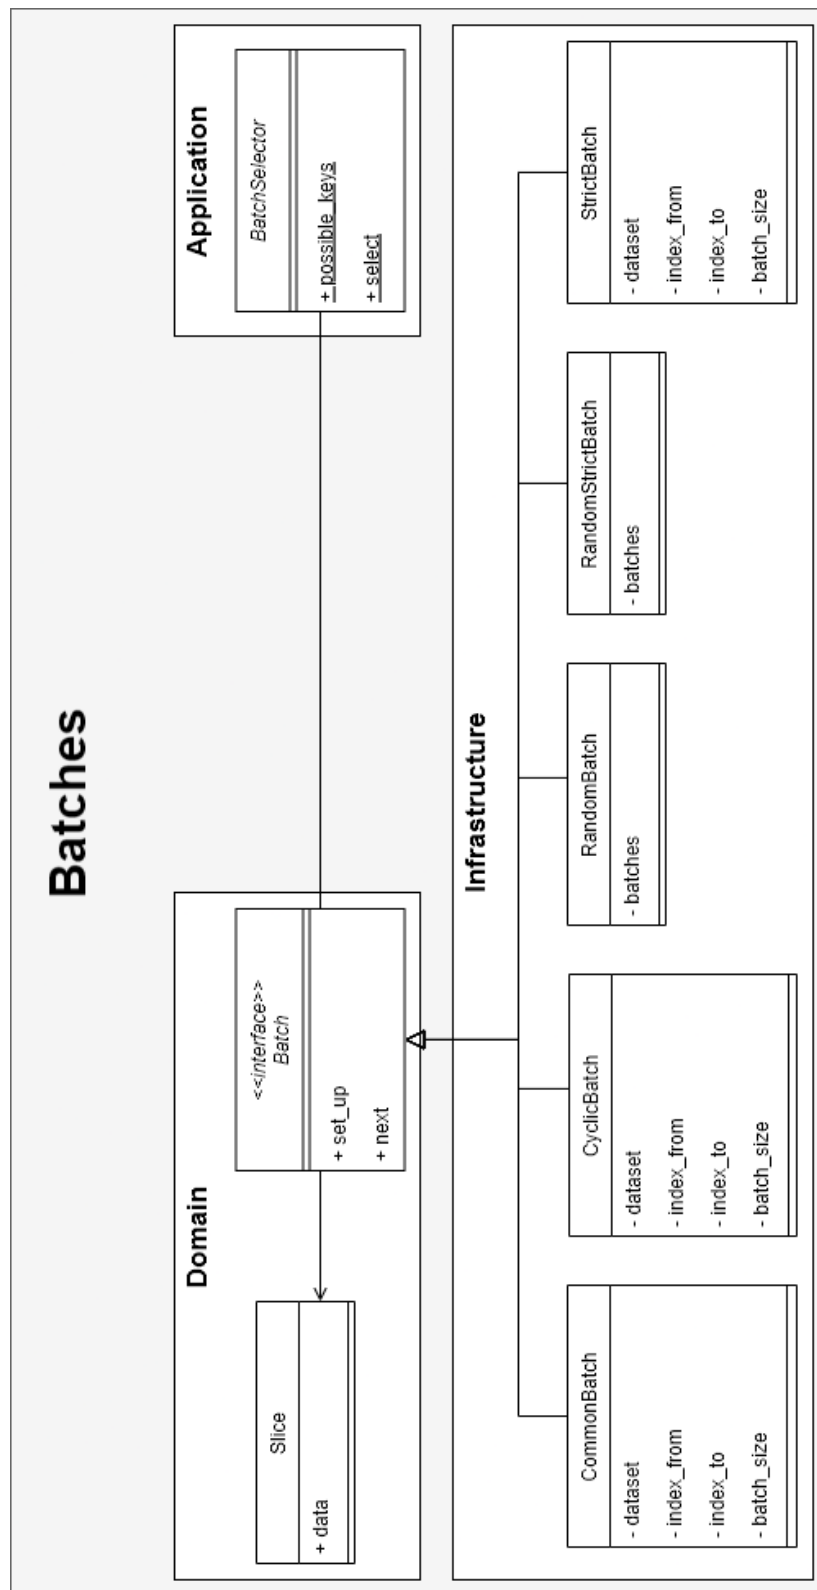 Batches
Domain
Slice
+ data
<<interface>>
Batch
+ set_up
+ next
Application
BatchSelector
+ possible_keys
+ select
Infrastructure
CommonBatch
- dataset
- index_from
- index_to
- batch_size
CyclicBatch
- dataset
- index_from
- index_to
- batch_size
RandomBatch
- batches
RandomStrictBatch
- batches
StrictBatch
- dataset
- index_from
- index_to
- batch_size